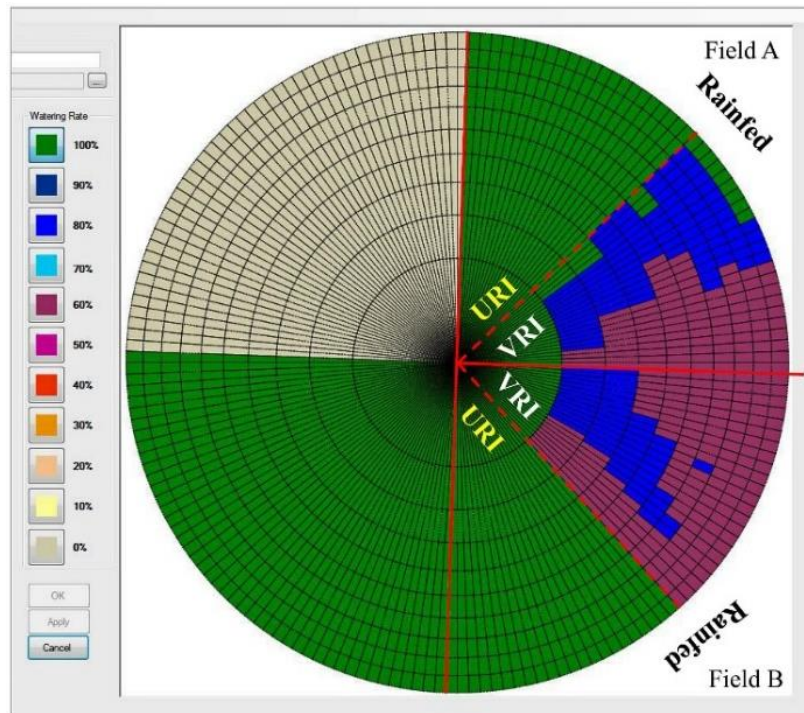 ...
Watering Rate
100%
90%
80%
70%
60%
50%
40%
30%
20%
10%
0%
OK
Apply
Cancel
Field A
Rainfed
URI
VRI
VRI
URI
Rainfed
Field B